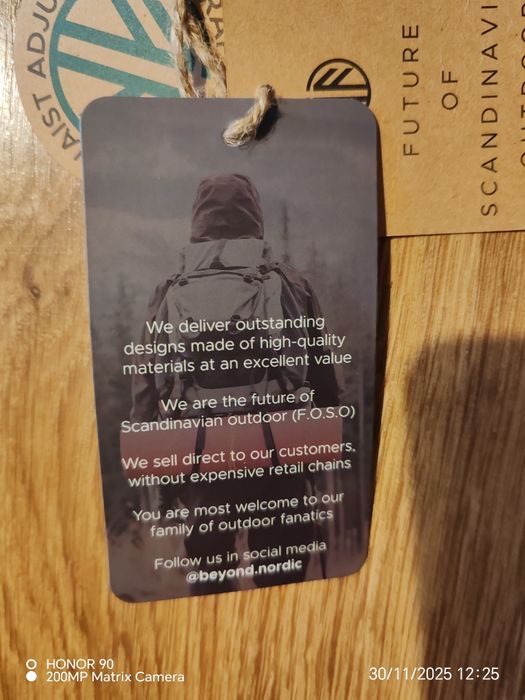 WAIST ADJU
FUTURE
OF
SCANDINAVI
We deliver outstanding
designs made of high-quality
materials at an excellent value
We are the future of
Scandinavian outdoor (F.O.S.O)
We sell direct to our customers,
without expensive retail chains
You are most welcome to our
family of outdoor fanatics
Follow us in social media
@beyond.nordic
HONOR 90
200MP Matrix Camera
30/11/2025 12:25